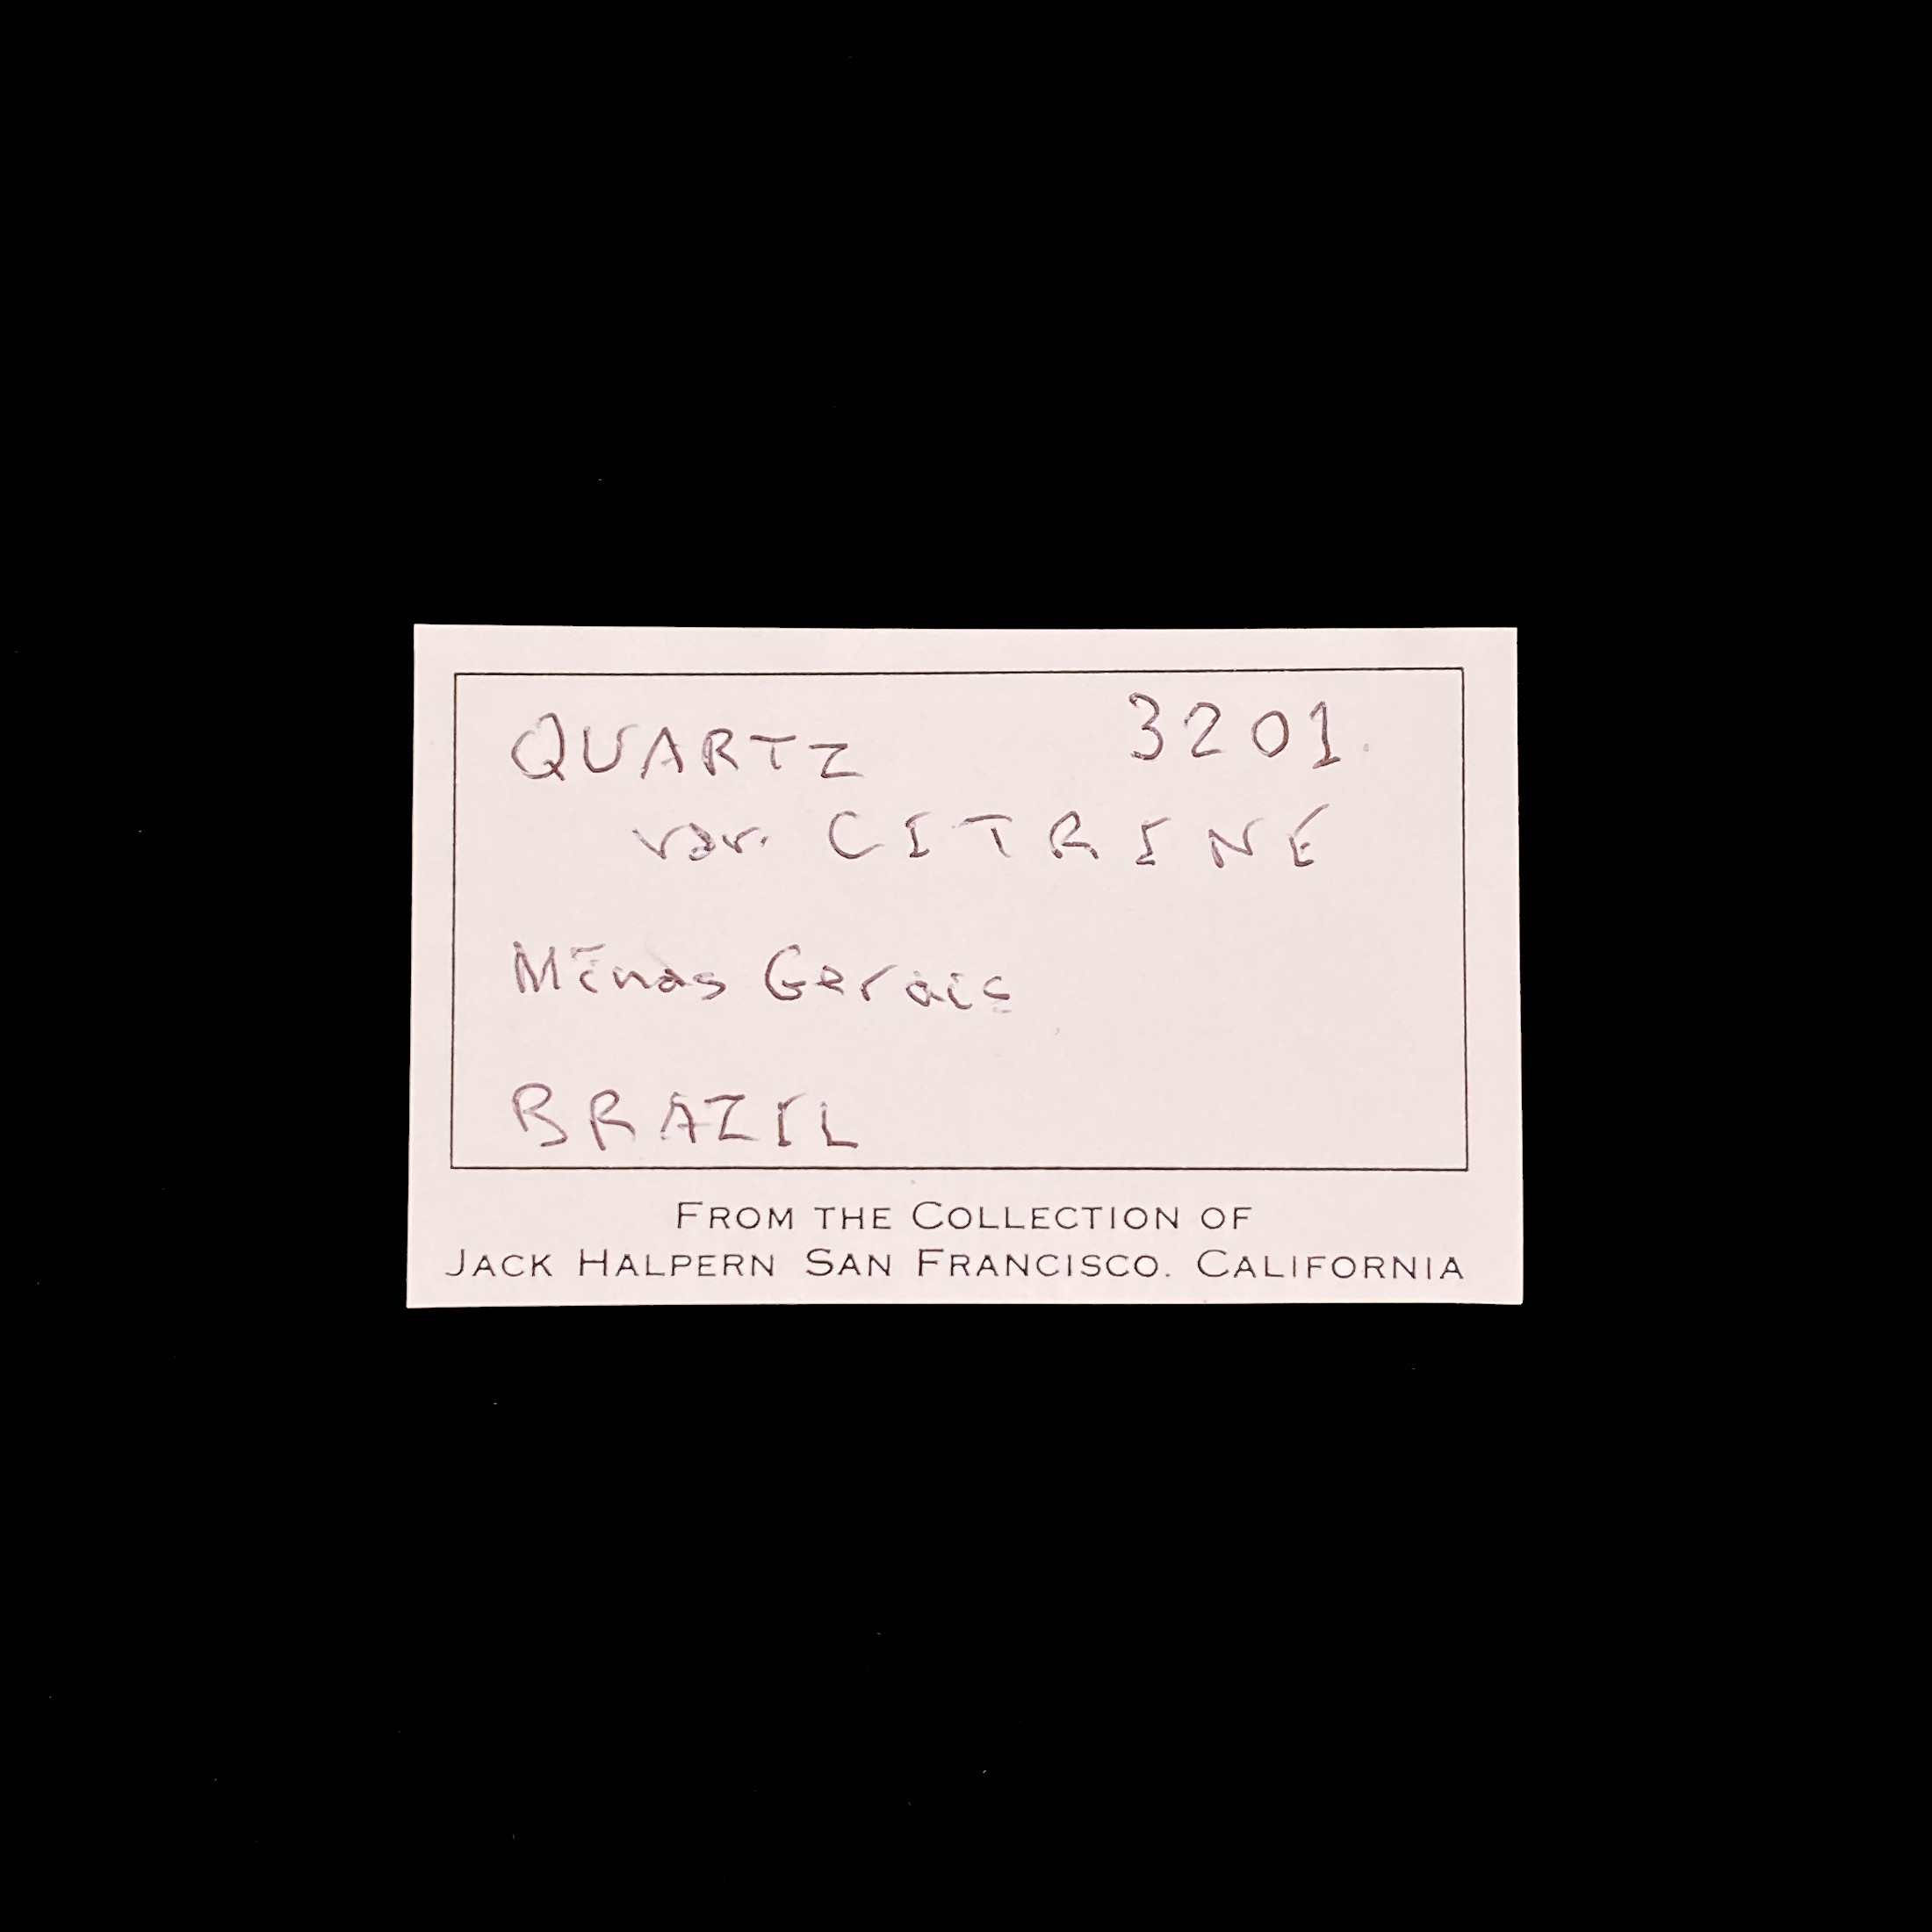 QUARTZ 3201.
var. CITRINE
Minas Gerais
BRAZIL
FROM THE COLLECTION OF
JACK HALPERN SAN FRANCISCO. CALIFORNIA